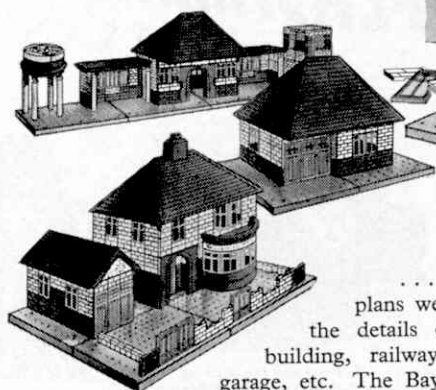 . . . .
plans we
the details
building, railway
garage, etc. The Bay